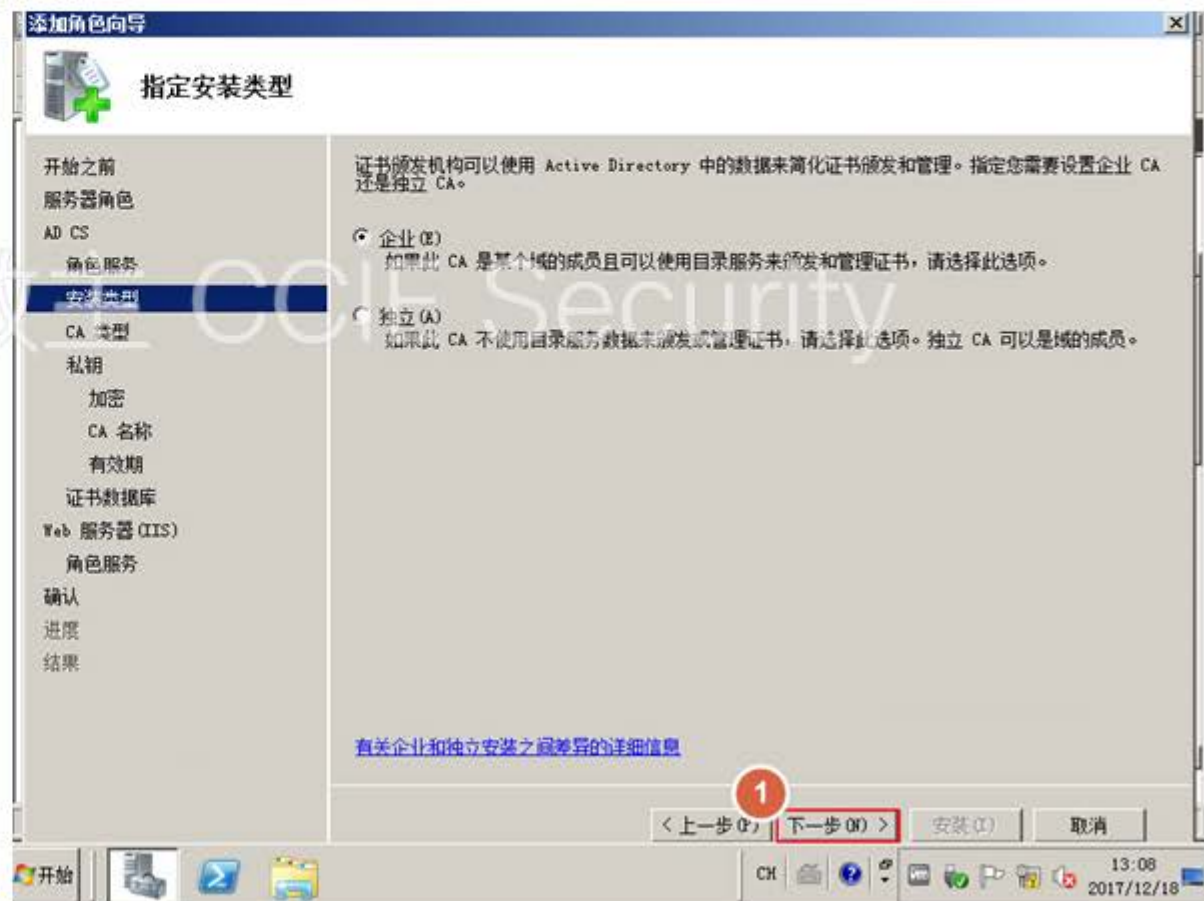 添加角色向导
指定安装类型
开始之前
服务器角色
AD CS
角色服务
安装类型
CA 类型
私钥
加密
CA 名称
有效期
证书数据库
Web 服务器(IIS)
角色服务
确认
进度
结果
证书颁发机构可以使用 Active Directory 中的数据来简化证书颁发和管理。指定您需要设置企业 CA
还是独立 CA。
企业(E)
如果此 CA 是某个域的成员且可以使用目录服务来颁发和管理证书，请选择此选项。
独立(A)
如果此 CA 不使用目录服务数据来颁发或管理证书，请选择此选项。独立 CA 可以是域的成员。
教主 CCIE Security
有关企业和独立安装之间差异的详细信息
1
< 上一步(P) 下一步(N) > 安装(I) 取消
开始 CH 13:08
2017/12/18